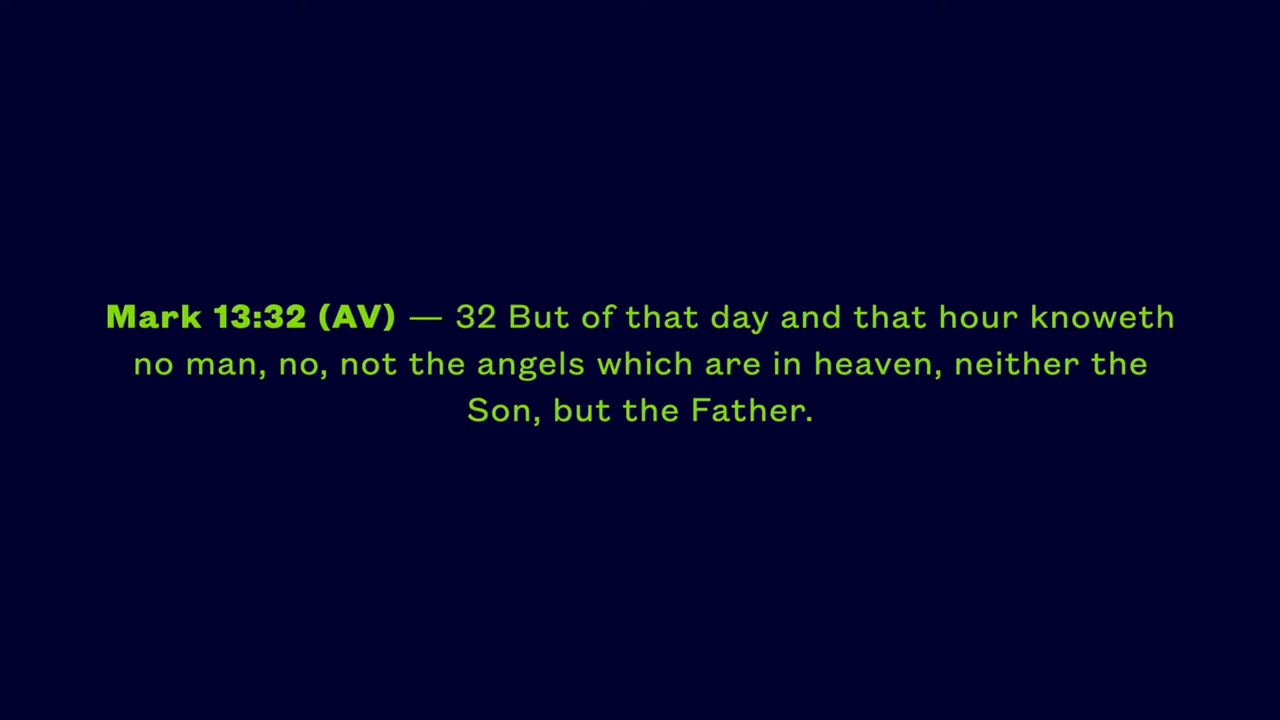 Mark 13:32 (AV) — 32 But of that day and that hour knoweth
no man, no, not the angels which are in heaven, neither the
Son, but the Father.